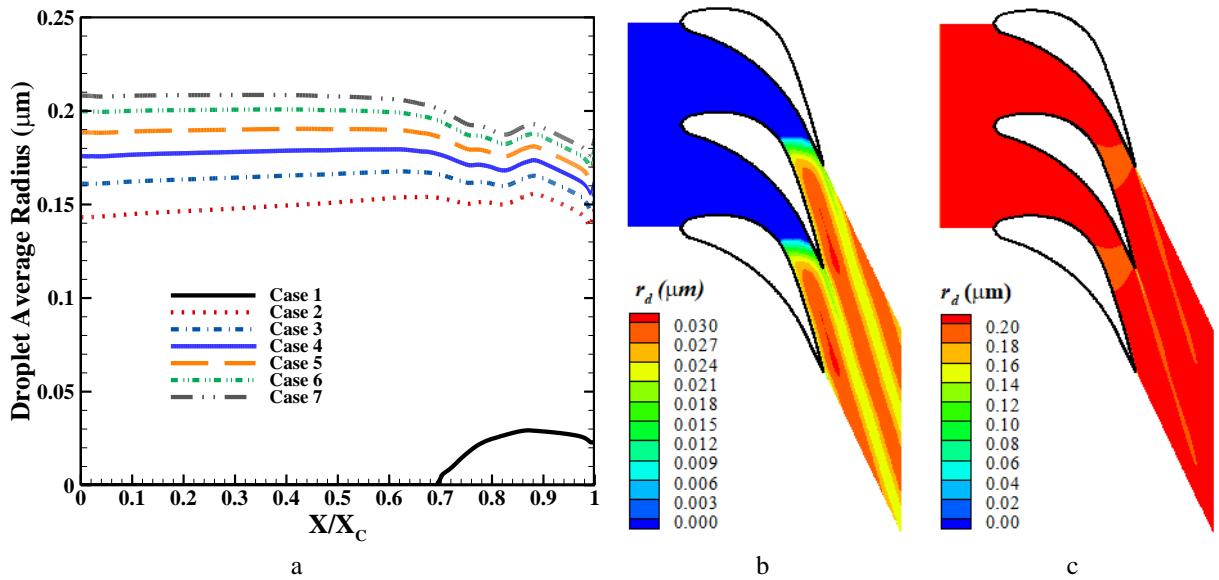 Droplet Average Radius (μm)
0.25
0.2
0.15
0.1
0.05
0
0 0.1 0.2 0.3 0.4 0.5 0.6 0.7 0.8 0.9 1
X/X_C
Case 1
Case 2
Case 3
Case 4
Case 5
Case 6
Case 7
a
r_d (μm)
0.030
0.027
0.024
0.021
0.018
0.015
0.012
0.009
0.006
0.003
0.000
b
r_d (μm)
0.20
0.18
0.16
0.14
0.12
0.10
0.08
0.06
0.04
0.02
0.00
c